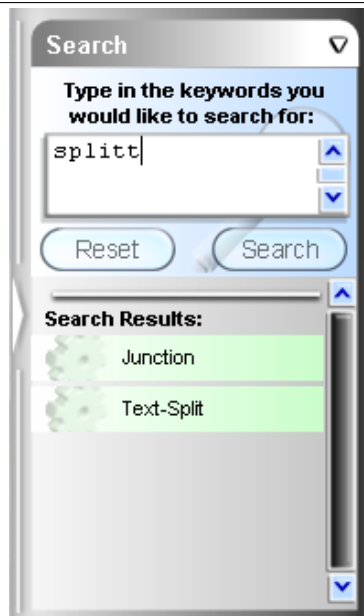 Search
Type in the keywords you
would like to search for:
splitt
Reset
Search
Search Results:
Junction
Text-Split